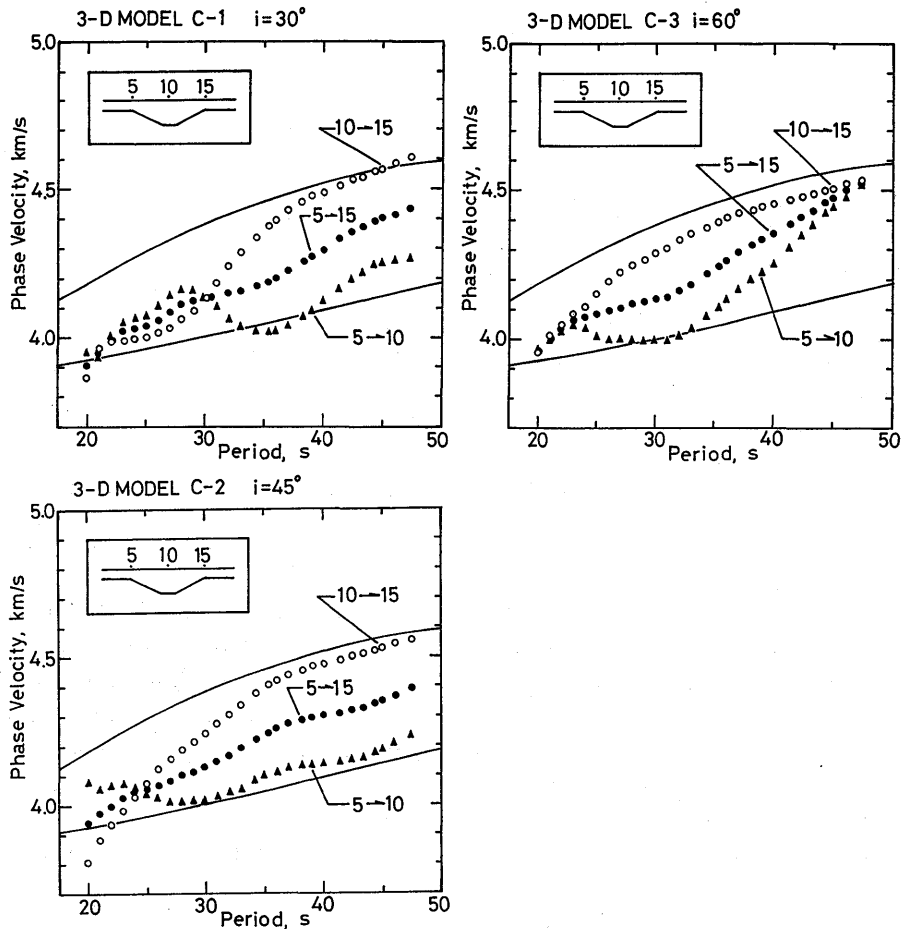 3-D MODEL C-1 i=30°
5.0
4.5
4.0
Phase Velocity, km/s
5 10 15
10→15
5→15
5→10
20 30 40 50
Period, s
3-D MODEL C-3 i=60°
5.0
4.5
4.0
Phase Velocity, km/s
5 10 15
10→15
5→15
5→10
20 30 40 50
Period, s
3-D MODEL C-2 i=45°
5.0
4.5
4.0
Phase Velocity, km/s
5 10 15
10→15
5→15
5→10
20 30 40 50
Period, s